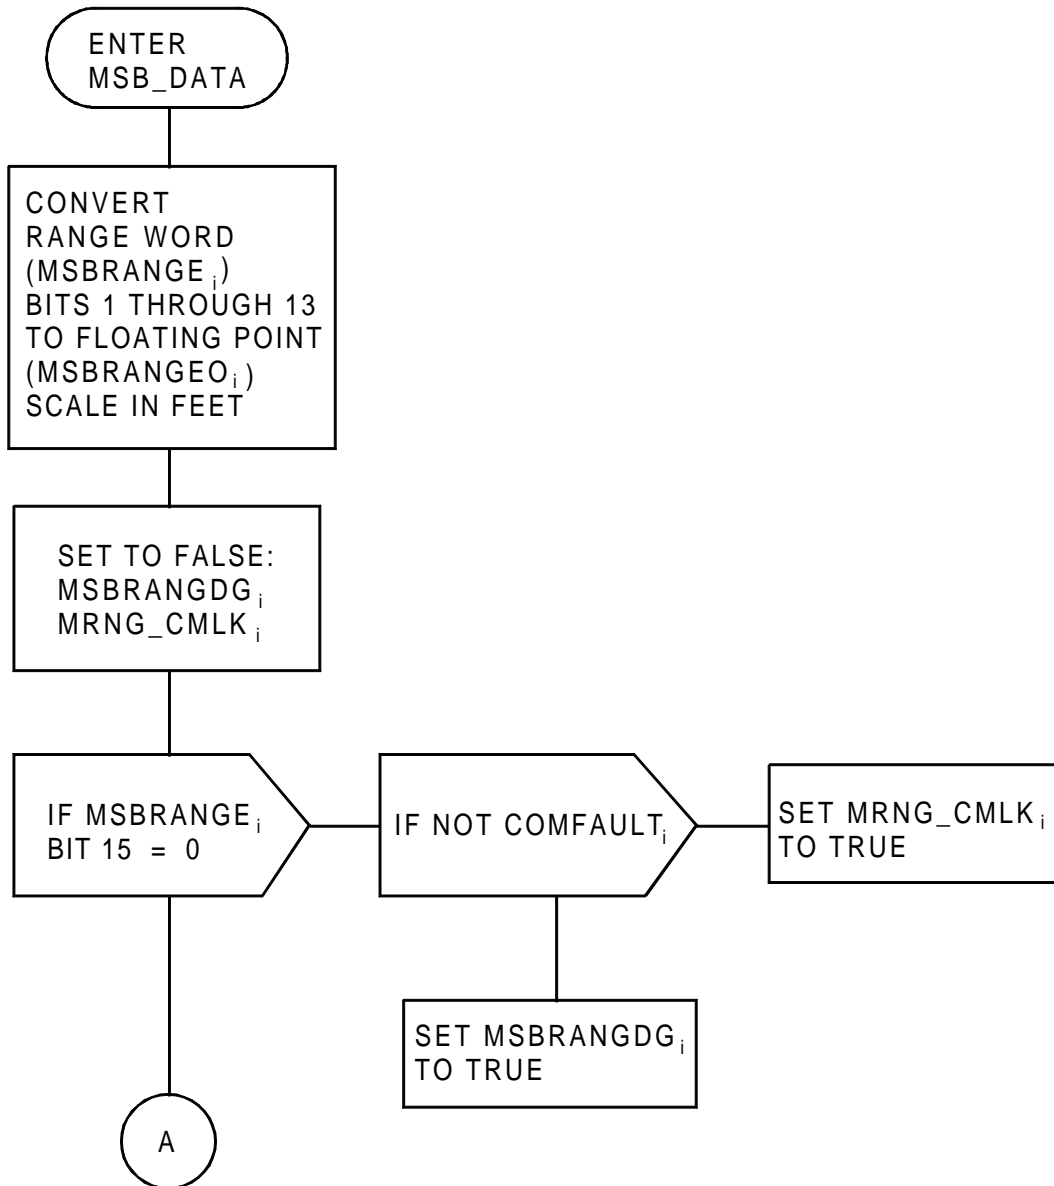 ENTER
MSB_DATA
CONVERT
RANGE WORD
(MSBRANGE i)
BITS 1 THROUGH 13
TO FLOATING POINT
(MSBRANGEO i)
SCALE IN FEET
SET TO FALSE:
MSBRANGDG i
MRNG_CMLK i
IF MSBRANGE i
BIT 15 = 0
IF NOT COMFAULT i
SET MRNG_CMLK i
TO TRUE
SET MSBRANGDG i
TO TRUE
A